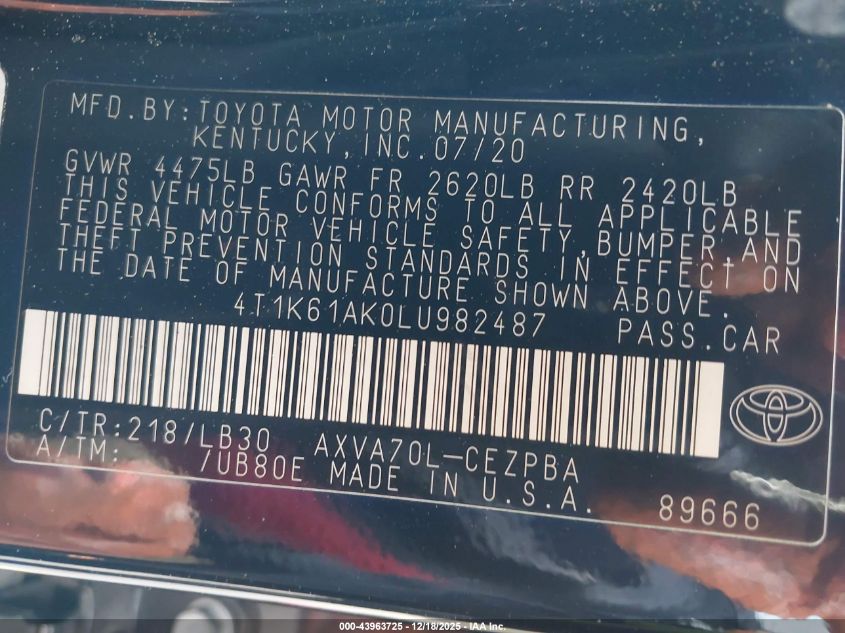 MFD.BY:TOYOTA MOTOR MANUFACTURING,
KENTUCKY,INC.07/20
GVWR 4475LB GAWR FR 2620LB RR 2420LB
THIS VEHICLE CONFORMS TO ALL APPLICABLE
FEDERAL MOTOR VEHICLE SAFETY,BUMPER,AND
THEFT PREVENTION STANDARDS IN EFFECT ON
THE DATE OF MANUFACTURE SHOWN ABOVE.
4T1K61AK0LU982487 PASS.CAR
C/TR:218/LB30 AXVA70L-CEZPBA
A/TM: /UB80E MADE IN U.S.A.
89666
000-43963725 - 12/18/2025 - IAA Inc.